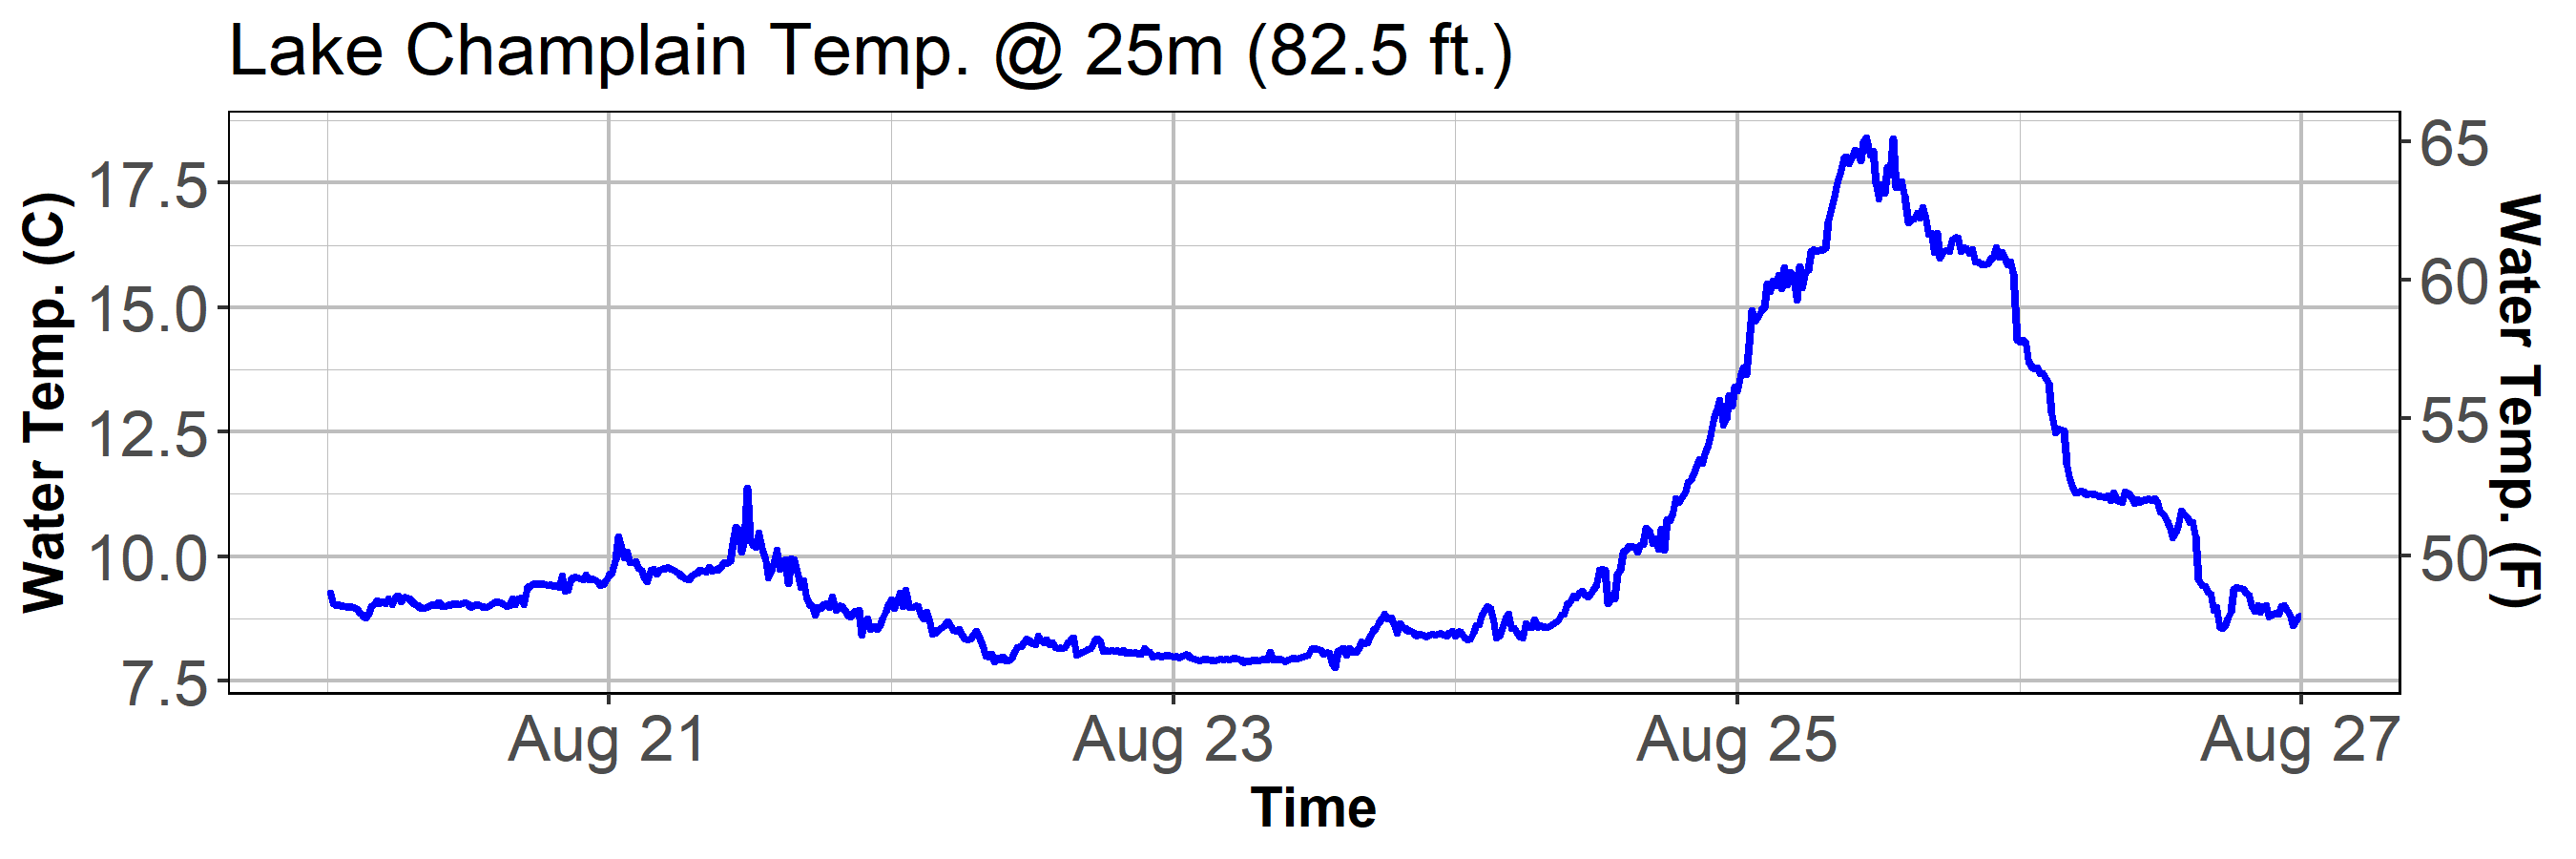 Lake Champlain Temp. @ 25m (82.5 ft.)
Water Temp. (C)
17.5
15.0
12.5
10.0
7.5
65
60
55
50
Water Temp. (F)
Aug 21 Aug 23 Aug 25 Aug 27
Time